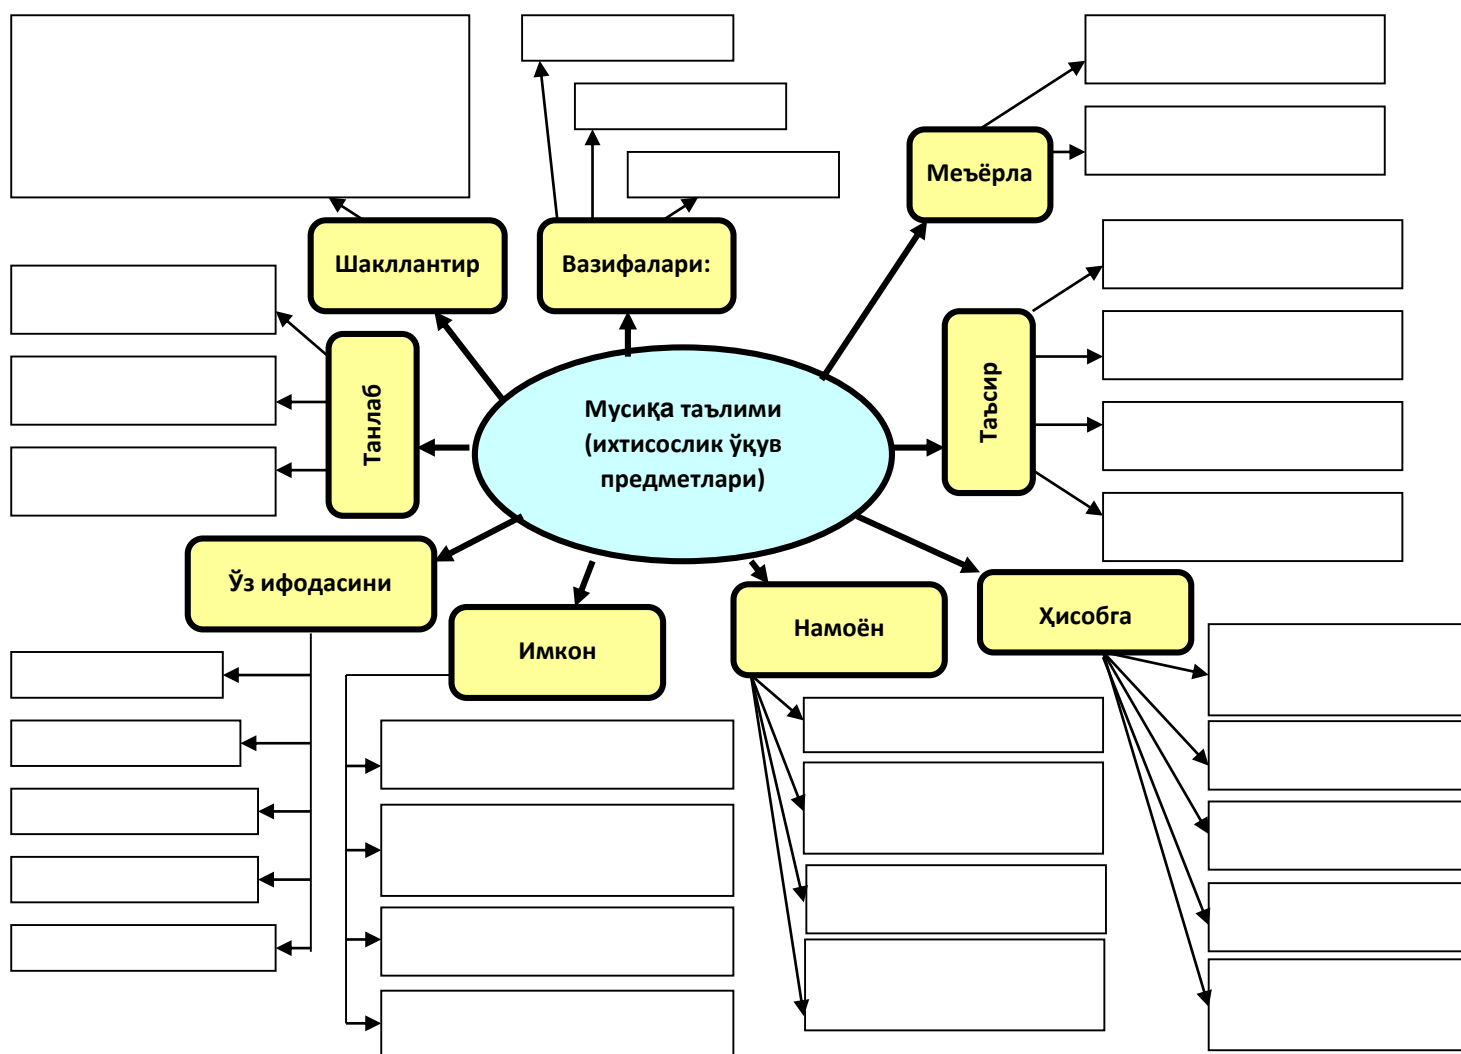 Меъёрла
Шакллантир
Вазифалари:
Танлаб
Мусиқа таълими
(ихтисослик ўқув
предметлари)
Таъсир
Ўз ифодасини
Имкон
Намоён
Ҳисобга